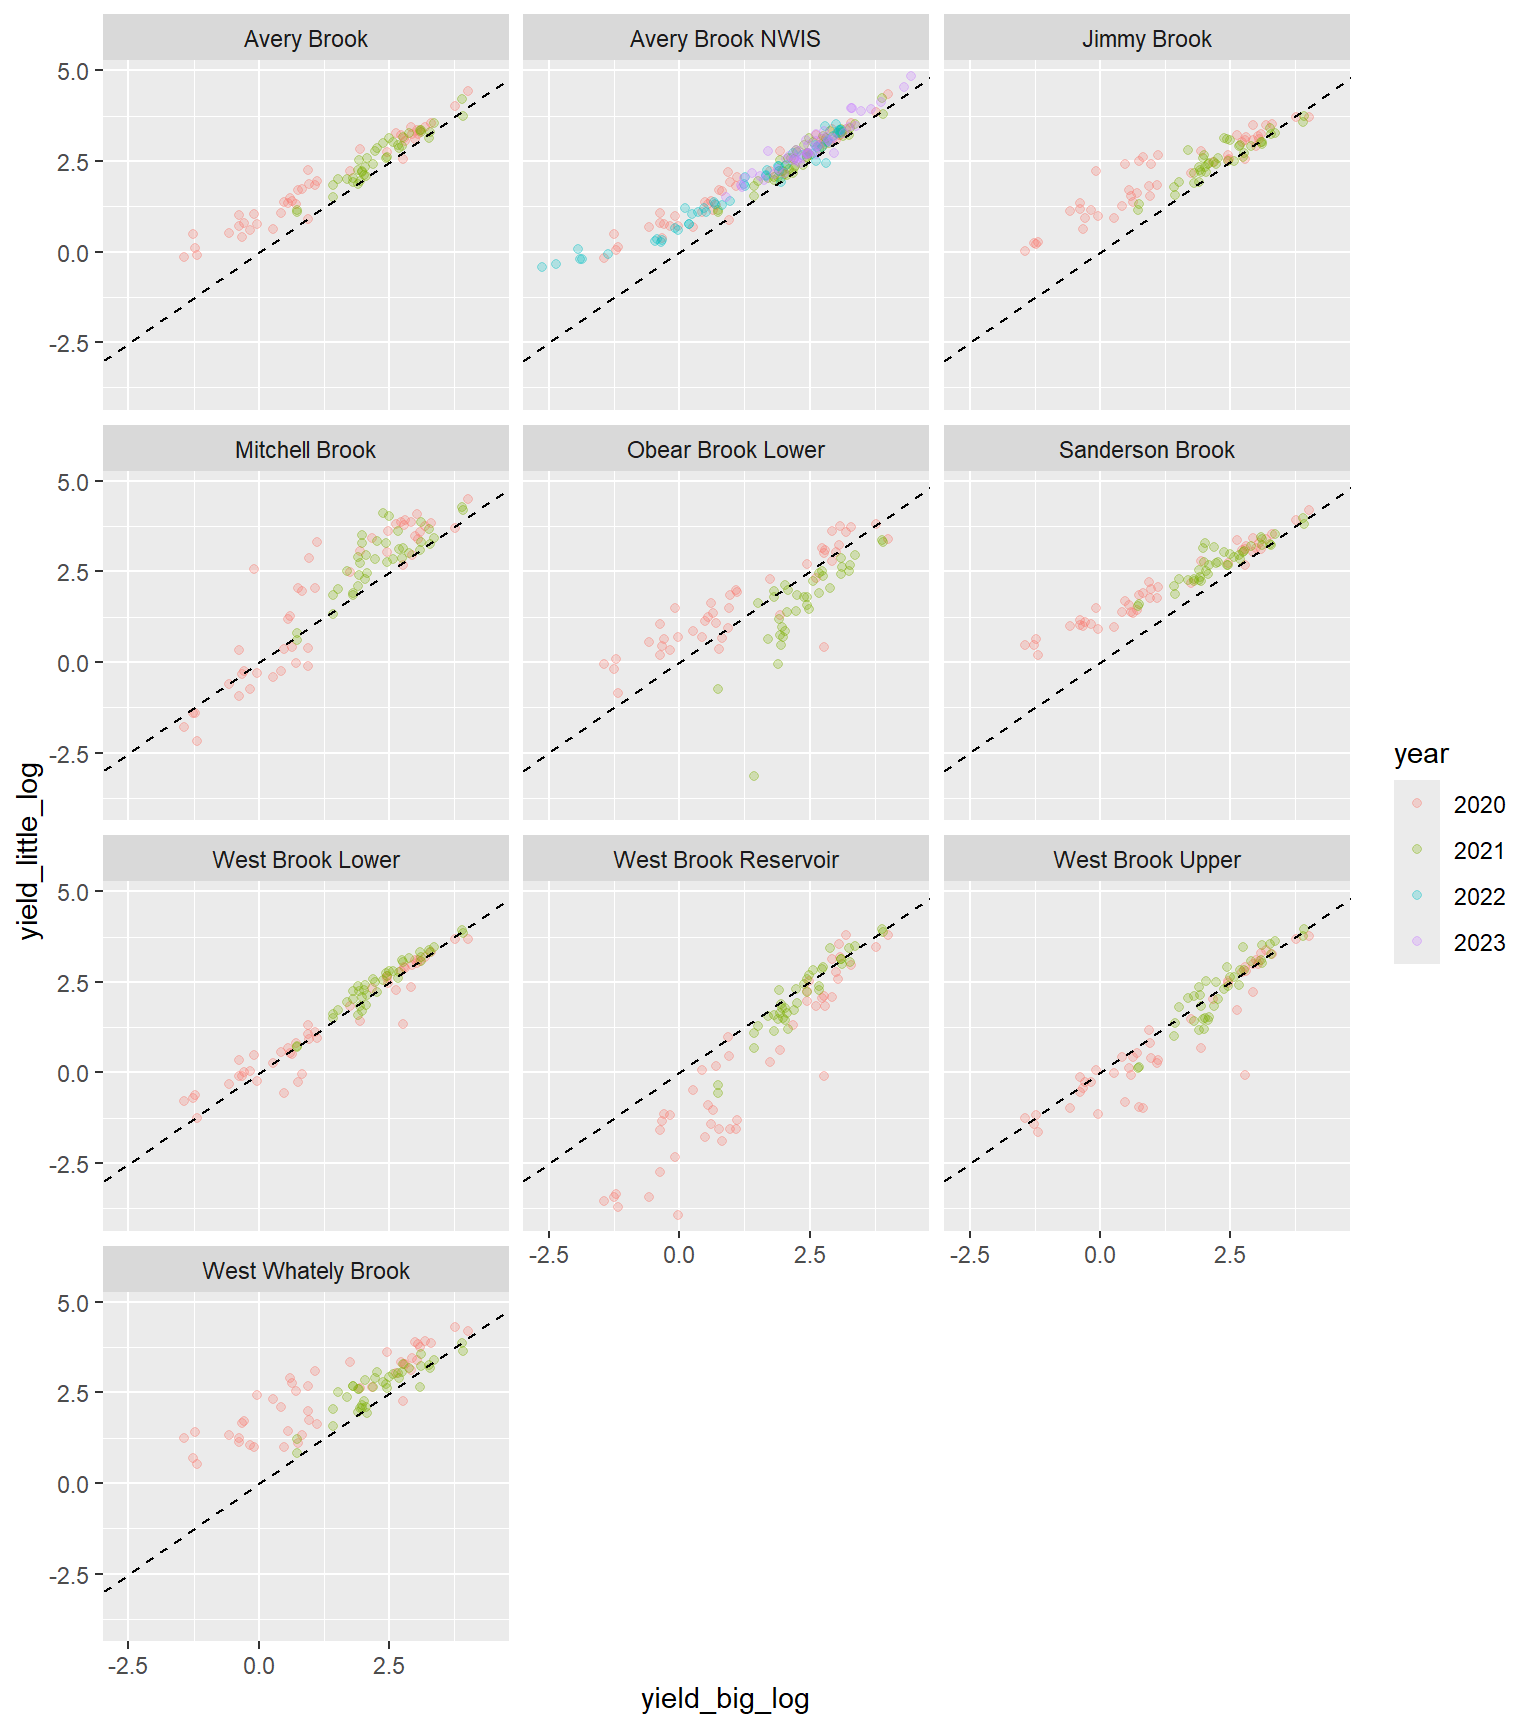 Avery Brook
Avery Brook NWIS
Jimmy Brook
5.0
2.5
0.0
-2.5
Mitchell Brook
Obear Brook Lower
Sanderson Brook
5.0
2.5
0.0
-2.5
West Brook Lower
West Brook Reservoir
West Brook Upper
5.0
2.5
0.0
-2.5
-2.5 0.0 2.5
-2.5 0.0 2.5
West Whately Brook
5.0
2.5
0.0
-2.5
-2.5 0.0 2.5
yield_big_log
yield_little_log
year
2020
2021
2022
2023